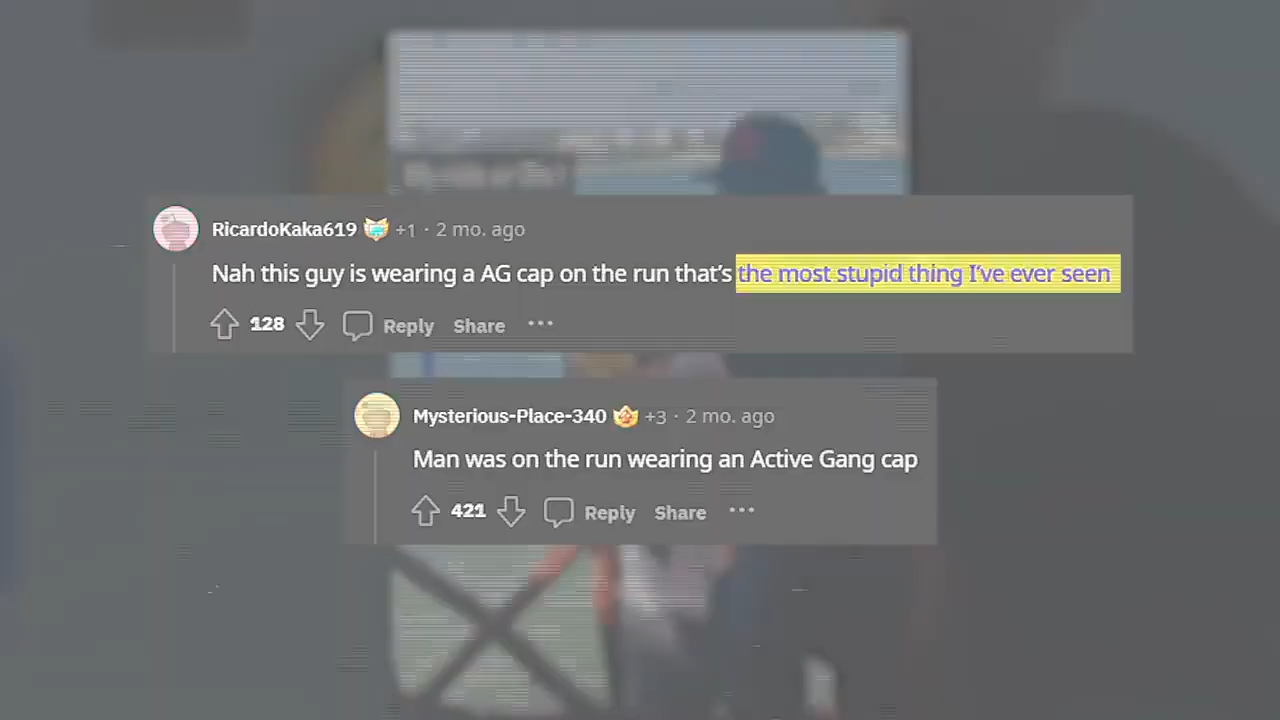 RicardoKaka619 +1 · 2 mo. ago
Nah this guy is wearing a AG cap on the run that’s the most stupid thing I’ve ever seen
128 Reply Share ...
Mysterious-Place-340 +3 · 2 mo. ago
Man was on the run wearing an Active Gang cap
421 Reply Share ...